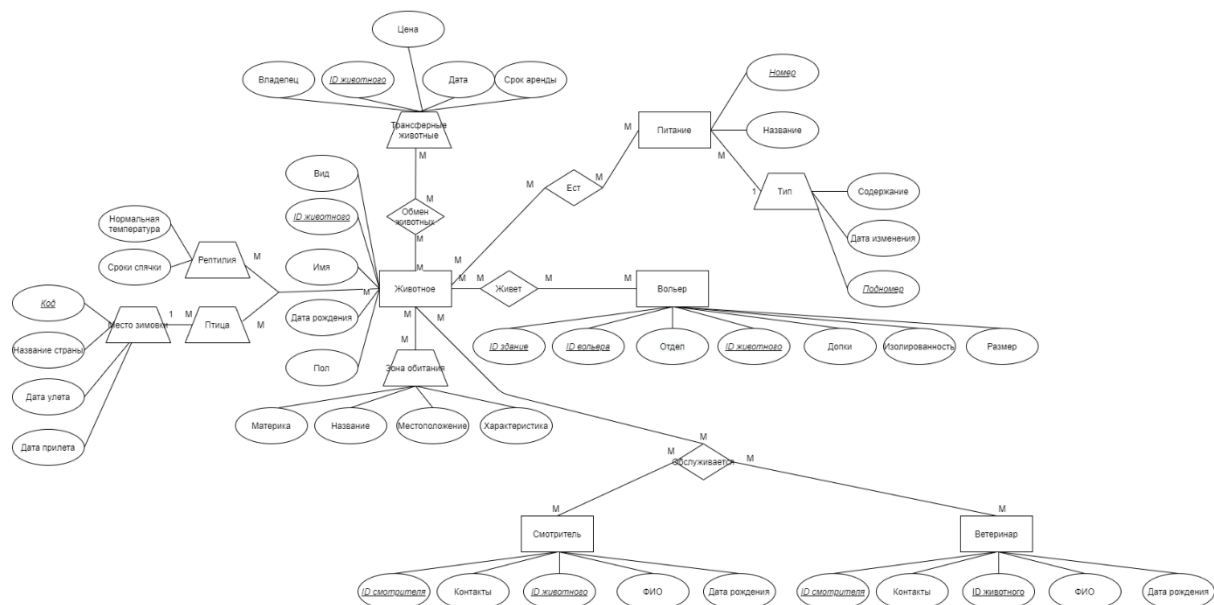 Цена
Владелец
ID животного
Дата
Срок аренды
Трансферные
животные
М
М
Обмен
животных
М
М
Вид
ID животного
Имя
Дата рождения
Пол
Животное
Нормальная
температура
Сроки спячки
Рептилия
М
М
Птица
М
М
1
Место зимовки
Код
Название страны
Дата улета
Дата прилета
М
М
Зона обитания
Материка
Название
Местоположение
Характеристика
М
М
Ест
М
М
Питание
Номер
Название
М
1
Тип
Содержание
Дата изменения
Подномер
М
М
Живет
М
М
Вольер
ID здание
ID вольера
Отдел
ID животного
Допки
Изолированность
Размер
М
М
Обслуживается
М
М
М
М
Смотритель
Ветеринар
ID смотрителя
Контакты
ID животного
ФИО
Дата рождения
ID смотрителя
Контакты
ID животного
ФИО
Дата рождения